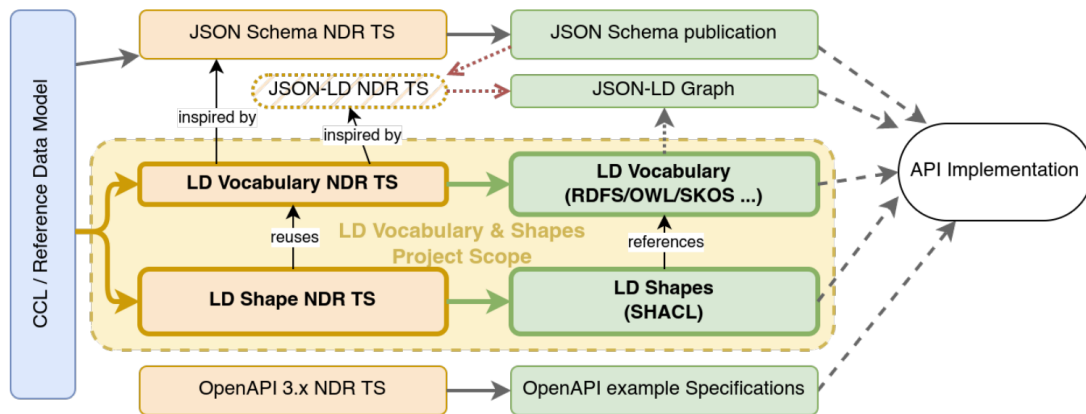 CCL / Reference Data Model
JSON Schema NDR TS
JSON Schema publication
JSON-LD NDR TS
JSON-LD Graph
inspired by
inspired by
LD Vocabulary NDR TS
LD Vocabulary
(RDFS/OWL/SKOS ...)
API Implementation
reuses
LD Vocabulary & Shapes
Project Scope
references
LD Shape NDR TS
LD Shapes
(SHACL)
OpenAPI 3.x NDR TS
OpenAPI example Specifications